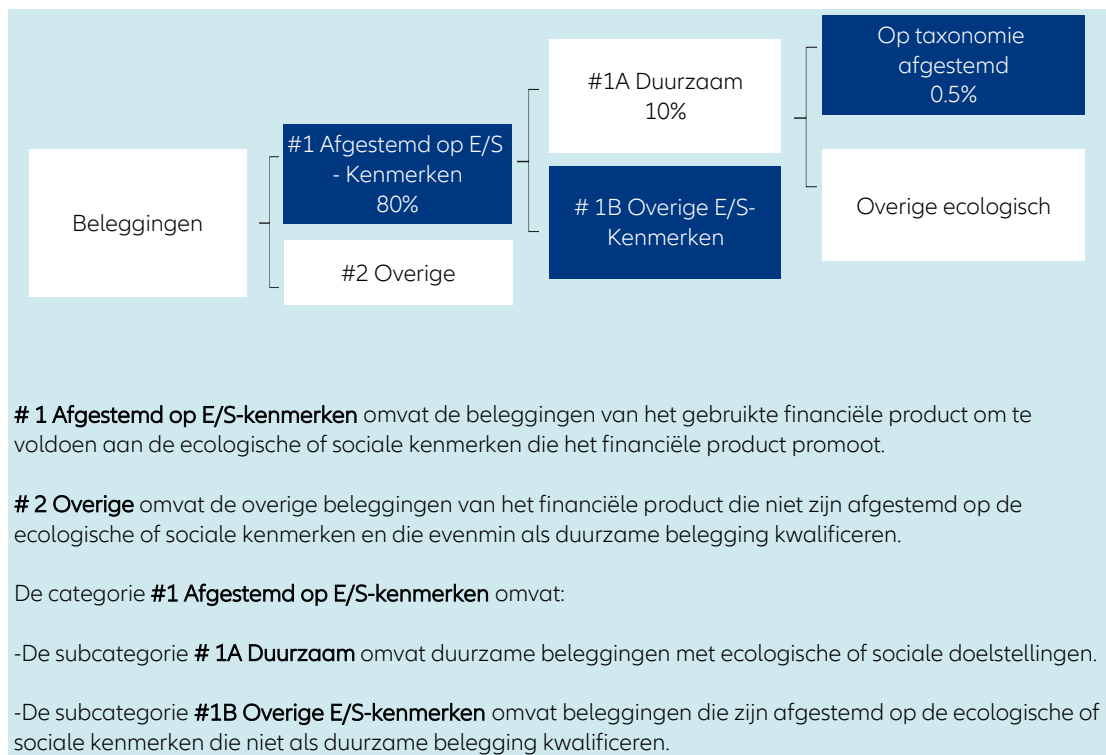 Beleggingen
#1 Afgestemd op E/S
- Kenmerken
80%
#2 Overige
#1A Duurzaam
10%
# 1B Overige E/S-
Kenmerken
Op taxonomie
afgestemd
0.5%
Overige ecologisch
# 1 Afgestemd op E/S-kenmerken omvat de beleggingen van het gebruikte financiële product om te
voldoen aan de ecologische of sociale kenmerken die het financiële product promoot.
# 2 Overige omvat de overige beleggingen van het financiële product die niet zijn afgestemd op de
ecologische of sociale kenmerken en die evenmin als duurzame belegging kwalificeren.
De categorie #1 Afgestemd op E/S-kenmerken omvat:
-De subcategorie # 1A Duurzaam omvat duurzame beleggingen met ecologische of sociale doelstellingen.
-De subcategorie #1B Overige E/S-kenmerken omvat beleggingen die zijn afgestemd op de ecologische of
sociale kenmerken die niet als duurzame belegging kwalificeren.